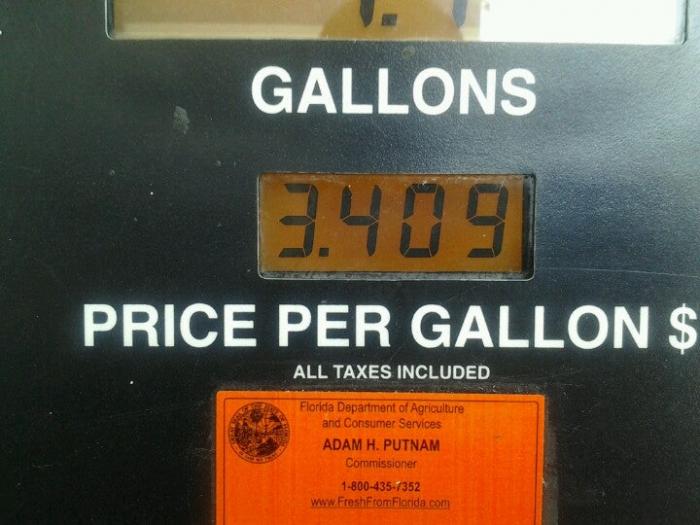 GALLONS
3.409
PRICE PER GALLON $
ALL TAXES INCLUDED
Florida Department of Agriculture
and Consumer Services
ADAM H. PUTNAM
Commissioner
1-800-435-7352
www.FreshFromFlorida.com